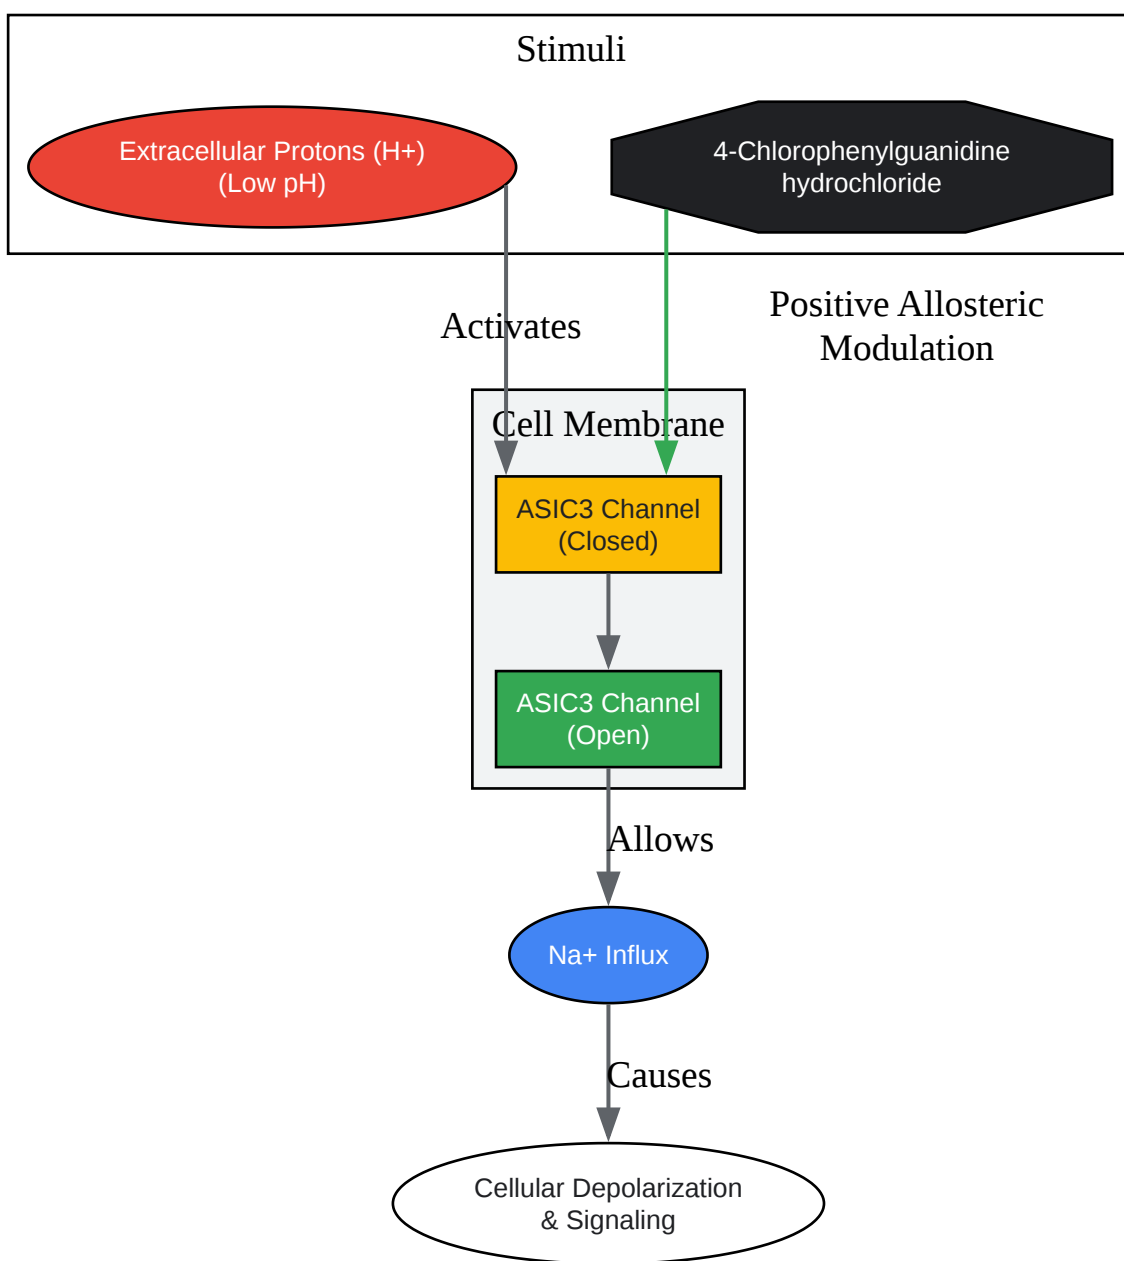 Stimuli
Extracellular Protons (H+)
(Low pH)
4-Chlorophenylguanidine
hydrochloride
Activates
Positive Allosteric
Modulation
Cell Membrane
ASIC3 Channel
(Closed)
ASIC3 Channel
(Open)
Allows
Na+ Influx
Causes
Cellular Depolarization
& Signaling